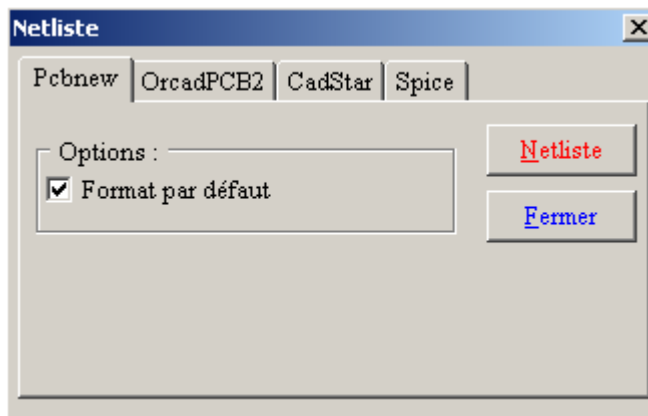 Netliste
Pcbnew OrcadPCB2 CadStar Spice
Options :
Format par défaut
Netliste
Fermer